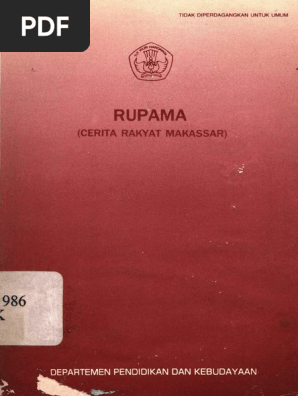 PDF
TIDAK DIPERDAGANGKAN UNTUK UMUM
RUPAMA
(CERITA RAKYAT MAKASSAR)
986
K
DEPARTEMEN PENDIDIKAN DAN KEBUDAYAAN